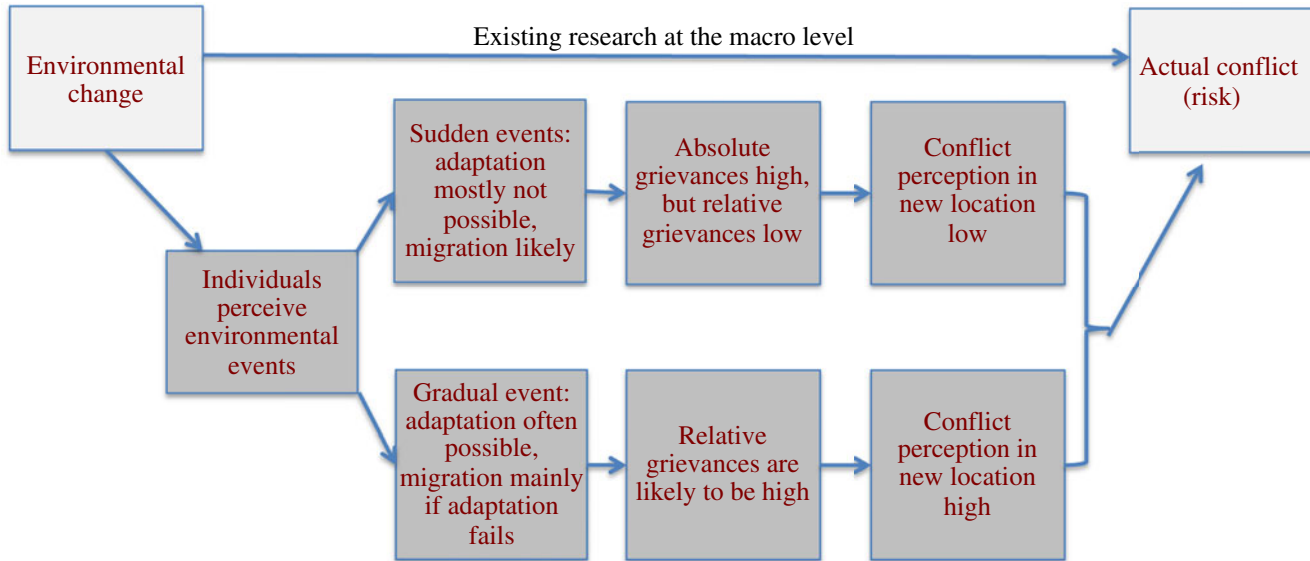 Existing research at the macro level
Environmental
change
Actual conflict
(risk)
Sudden events:
adaptation
mostly not
possible,
migration likely
Absolute
grievances high,
but relative
grievances low
Conflict
perception in
new location
low
Individuals
perceive
environmental
events
Gradual event:
adaptation often
possible,
migration mainly
if adaptation
fails
Relative
grievances are
likely to be high
Conflict
perception in
new location
high